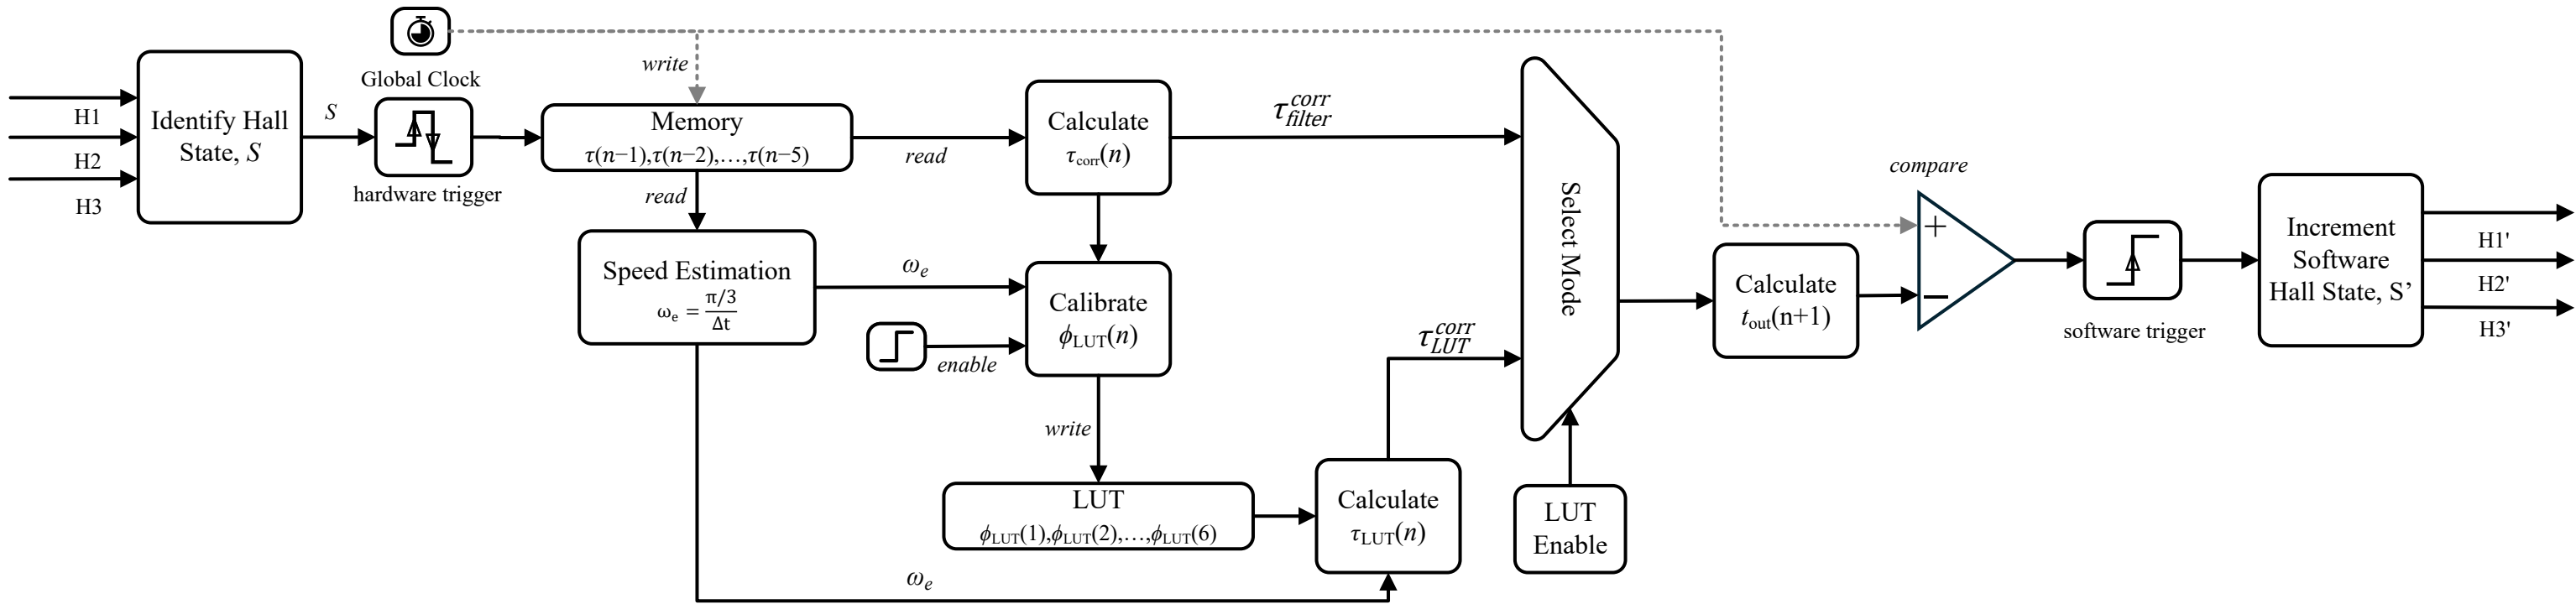 H1
H2
H3
Identify Hall
State, S
S
Global Clock
hardware trigger
write
Memory
τ(n−1),τ(n−2),…,τ(n−5)
read
read
Speed Estimation
ωe = π/3
Δt
ωe
enable
Calculate
τcorr(n)
Calibrate
ϕLUT(n)
write
LUT
ϕLUT(1),ϕLUT(2),…,ϕLUT(6)
ωe
Calculate
τLUT(n)
τ corr filter
τ corr LUT
Select Mode
LUT
Enable
Calculate
tout(n+1)
compare
+
−
software trigger
Increment
Software
Hall State, S’
H1'
H2'
H3'